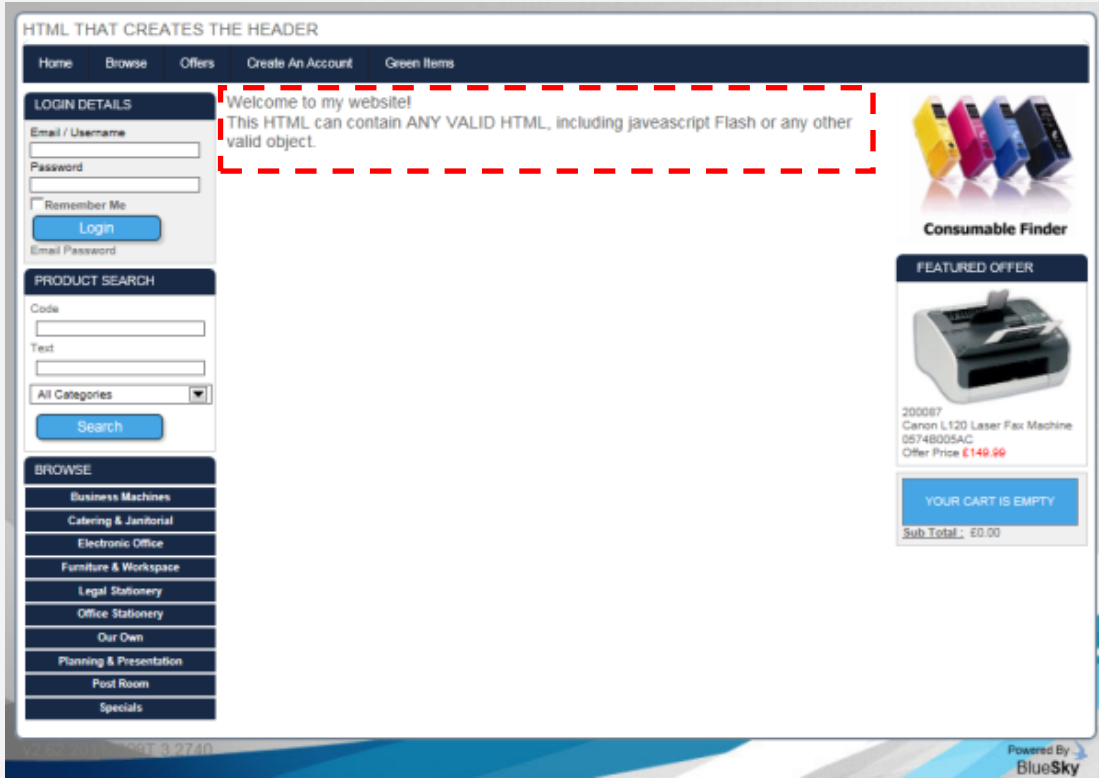 HTML THAT CREATES THE HEADER
Home Browse Offers Create An Account Green Items
LOGIN DETAILS
Email / Username
Password
Remember Me
Login
Email Password
PRODUCT SEARCH
Code
Text
All Categories
Search
BROWSE
Business Machines
Catering & Janitorial
Electronic Office
Furniture & Workspace
Legal Stationery
Office Stationery
Our Own
Planning & Presentation
Post Room
Specials
Welcome to my website!
This HTML can contain ANY VALID HTML, including javeascript Flash or any other
valid object.
Consumable Finder
FEATURED OFFER
200087
Canon L120 Laser Fax Machine
0574B005AC
Offer Price £149.99
YOUR CART IS EMPTY
Sub Total : £0.00
3.2740
Powered By
BlueSky